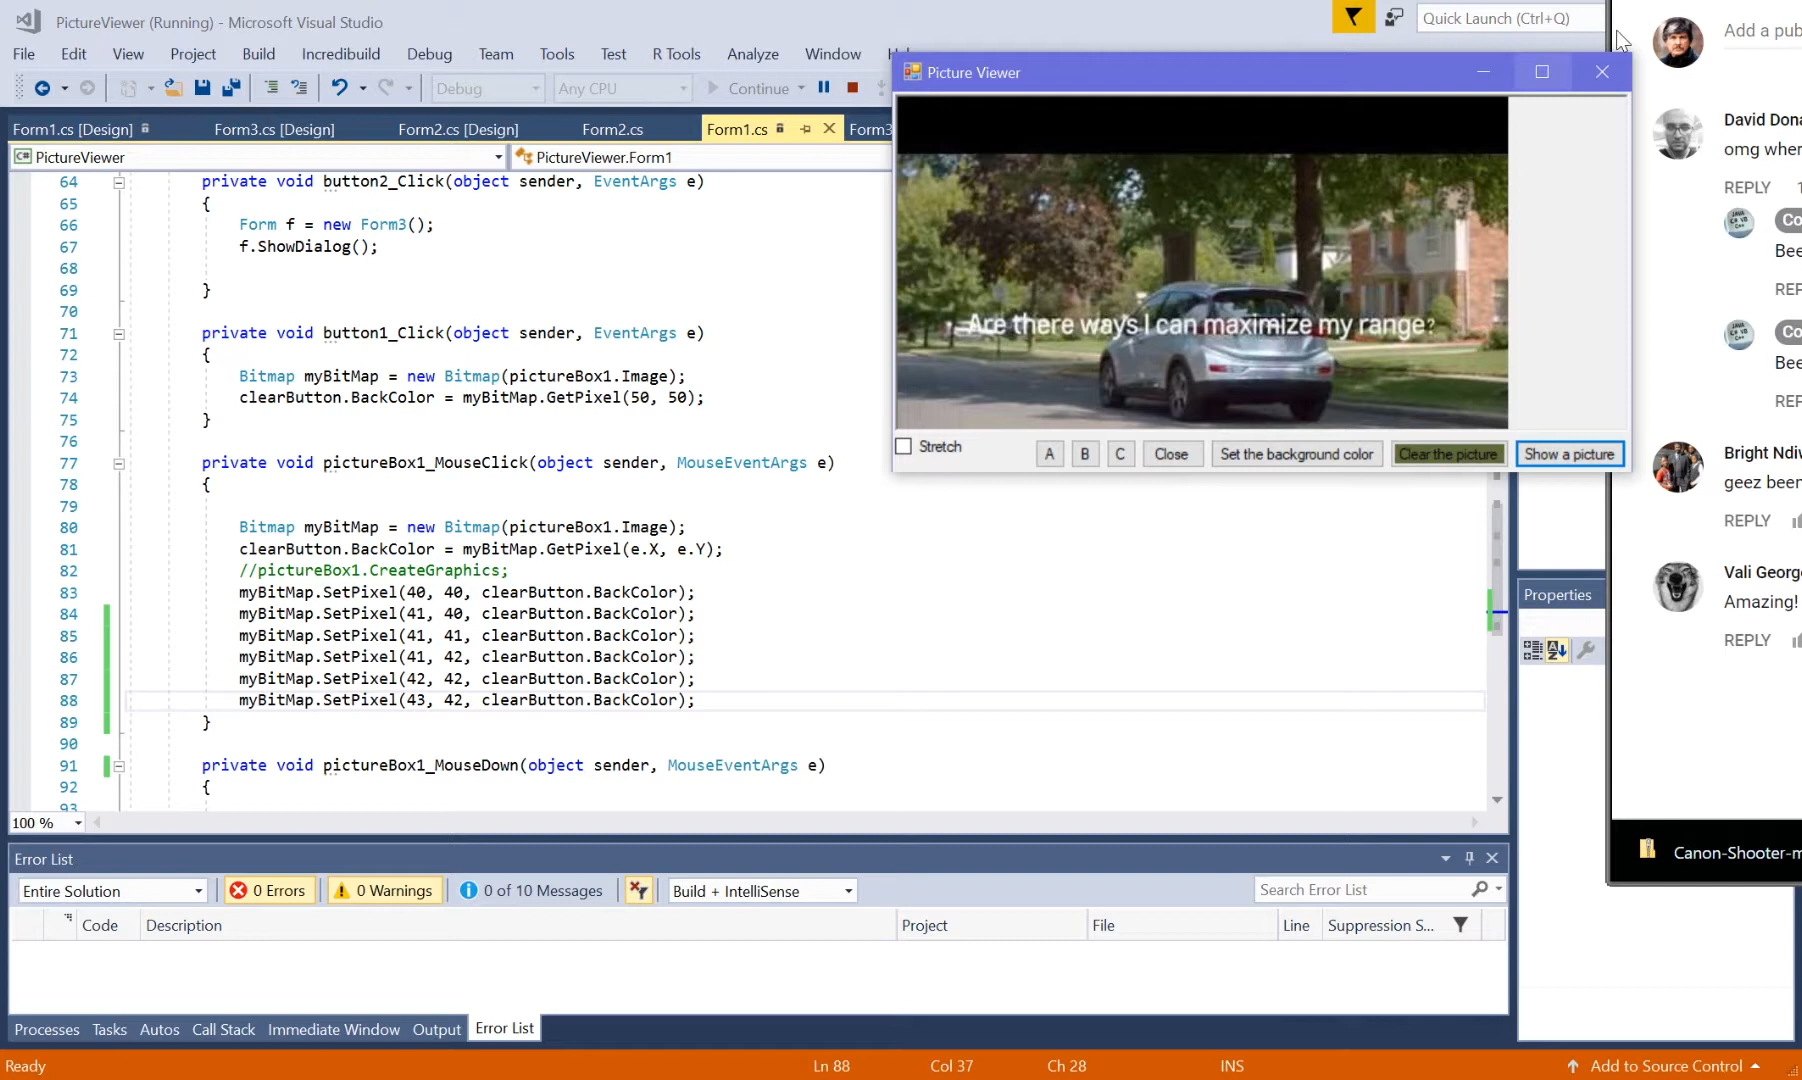 PictureViewer (Running) - Microsoft Visual Studio
Quick Launch (Ctrl+Q)
File Edit View Project Build Incredibuild Debug Team Tools Test R Tools Analyze Window
Debug Any CPU Continue
Form1.cs [Design] Form3.cs [Design] Form2.cs [Design] Form2.cs Form1.cs Form3
C# PictureViewer PictureViewer.Form1
64 private void button2_Click(object sender, EventArgs e)
65 {
66 Form f = new Form3();
67 f.ShowDialog();
68
69 }
70
71 private void button1_Click(object sender, EventArgs e)
72 {
73 Bitmap myBitMap = new Bitmap(pictureBox1.Image);
74 clearButton.BackColor = myBitMap.GetPixel(50, 50);
75 }
76
77 private void pictureBox1_MouseClick(object sender, MouseEventArgs e)
78 {
79
80 Bitmap myBitMap = new Bitmap(pictureBox1.Image);
81 clearButton.BackColor = myBitMap.GetPixel(e.X, e.Y);
82 //pictureBox1.CreateGraphics;
83 myBitMap.SetPixel(40, 40, clearButton.BackColor);
84 myBitMap.SetPixel(41, 40, clearButton.BackColor);
85 myBitMap.SetPixel(41, 41, clearButton.BackColor);
86 myBitMap.SetPixel(41, 42, clearButton.BackColor);
87 myBitMap.SetPixel(42, 42, clearButton.BackColor);
88 myBitMap.SetPixel(43, 42, clearButton.BackColor);
89 }
90
91 private void pictureBox1_MouseDown(object sender, MouseEventArgs e)
92 {
93
100 %
Picture Viewer
Are there ways I can maximize my range?
Stretch A B C Close Set the background color Clear the picture Show a picture
Properties
Add a pub
David Dona
omg wher
REPLY 1
Co
Bee
REP
Co
Bee
REP
Bright Ndiw
geez been
REPLY
Vali George
Amazing!
REPLY
Canon-Shooter-m
Error List
Entire Solution 0 Errors 0 Warnings 0 of 10 Messages Build + IntelliSense Search Error List
Code Description Project File Line Suppression S...
Processes Tasks Autos Call Stack Immediate Window Output Error List
Ready Ln 88 Col 37 Ch 28 INS Add to Source Control